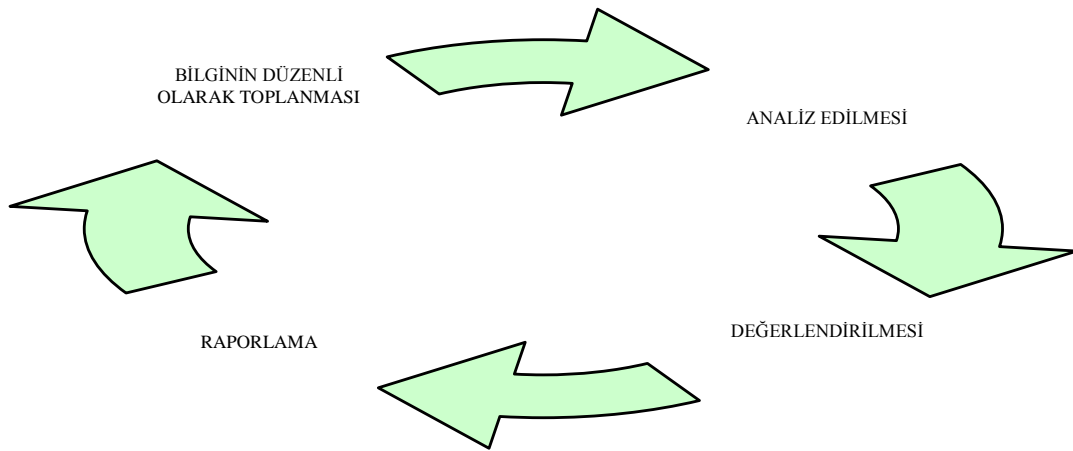 BİLGİNİN DÜZENLİ
OLARAK TOPLANMASI
ANALİZ EDİLMESİ
DEĞERLENDİRİLMESİ
RAPORLAMA